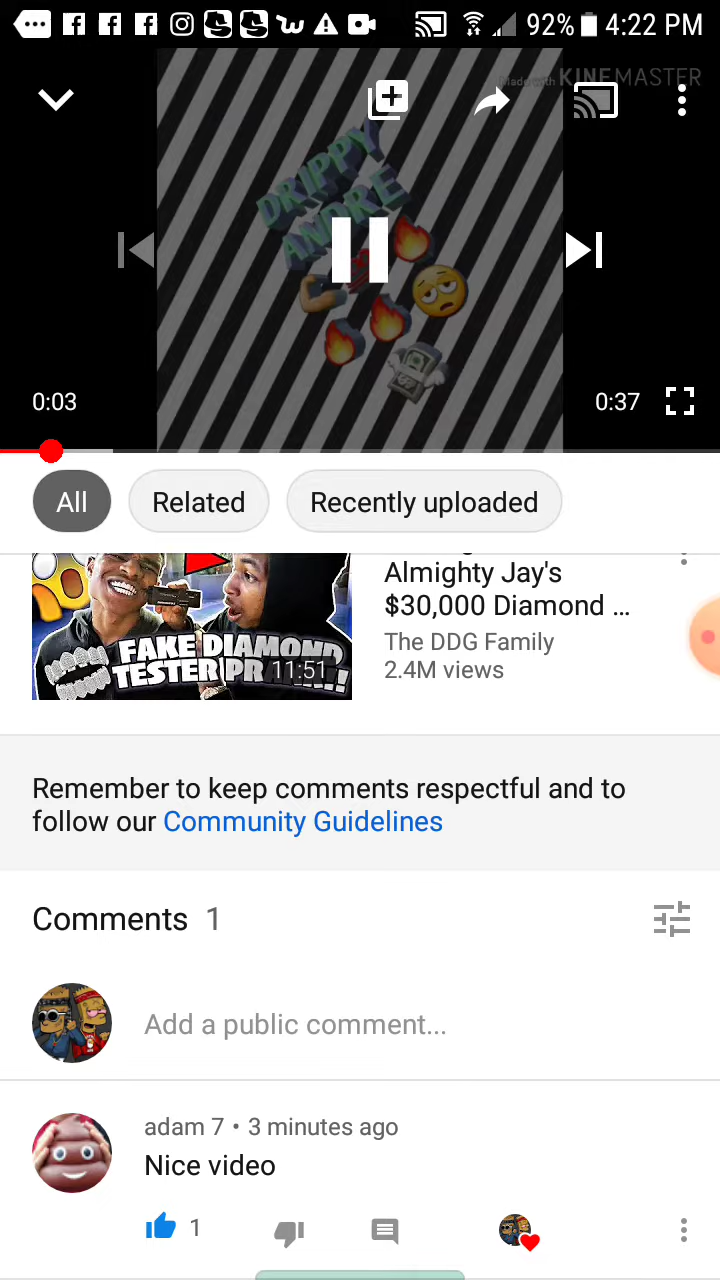 92% 4:22 PM
Made with KINEMASTER
DRIPPY
ANDRE
0:03
0:37
All
Related
Recently uploaded
Almighty Jay's
$30,000 Diamond ...
The DDG Family
2.4M views
FAKE DIAMOND
TESTER PR
11:51
Remember to keep comments respectful and to
follow our Community Guidelines
Comments 1
Add a public comment...
adam 7 • 3 minutes ago
Nice video
1